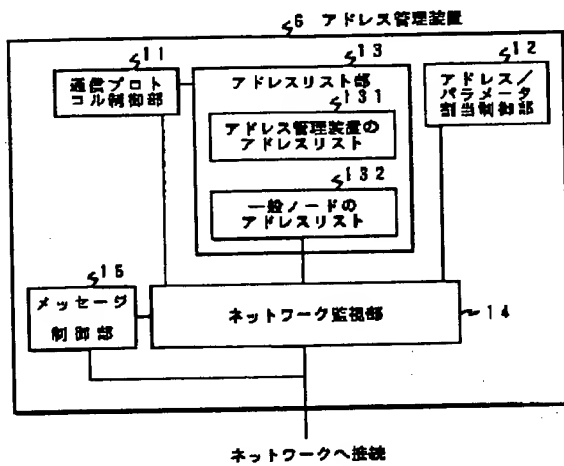 6 アドレス管理装置
11
通信プロト
コル制御部
13
アドレスリスト部
131
アドレス管理装置の
アドレスリスト
132
一般ノードの
アドレスリスト
12
アドレス／
パラメータ
割当制御部
15
メッセージ
制御部
ネットワーク監視部
14
ネットワークへ接続